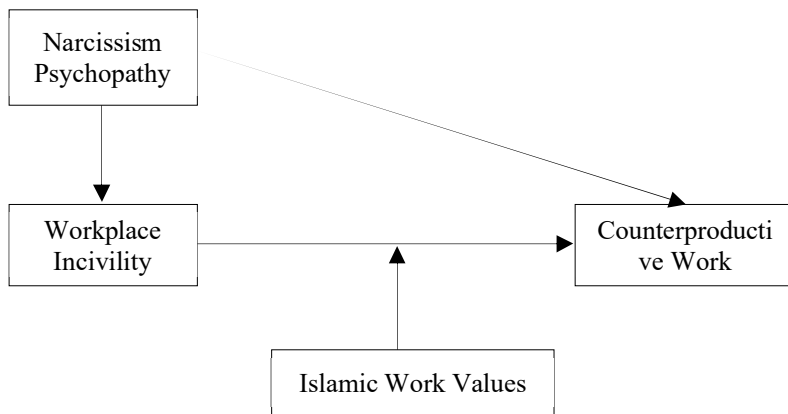 Narcissism
Psychopathy
Workplace
Incivility
Counterproducti
ve Work
Islamic Work Values